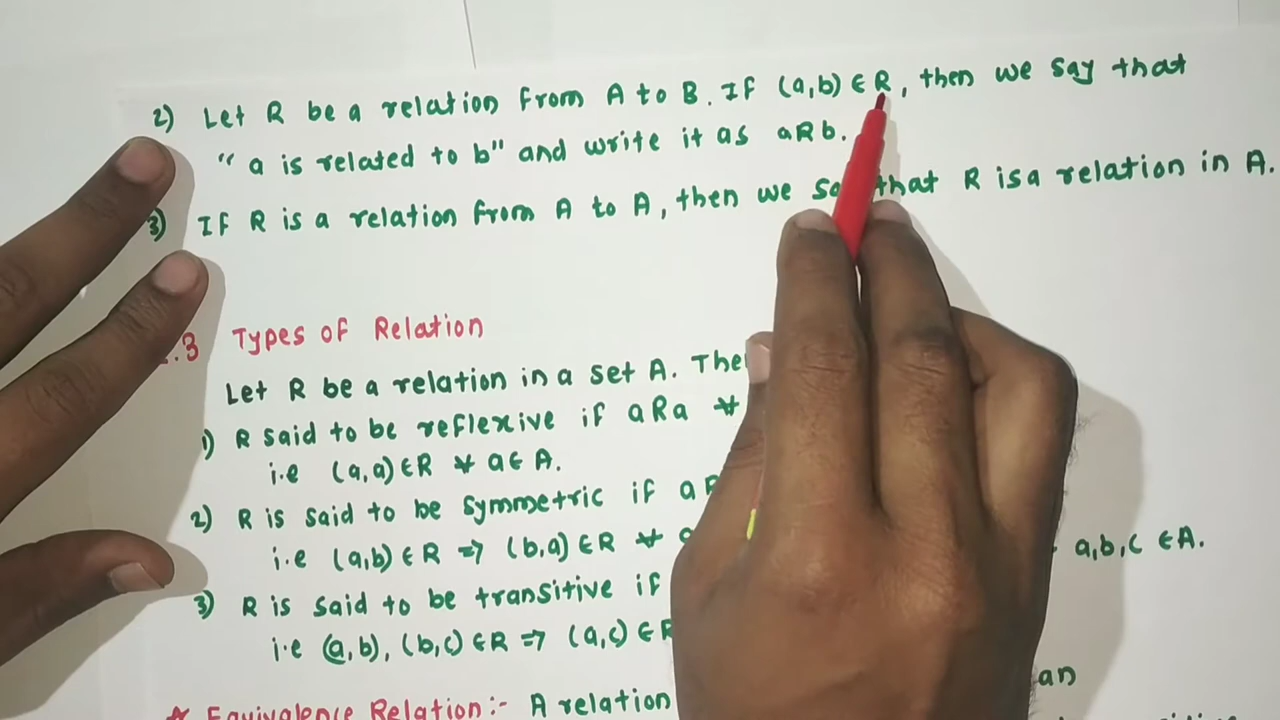 2) Let R be a relation from A to B. If (a,b) ∈ R, then we say that
" a is related to b" and write it as aRb.
3) If R is a relation from A to A, then we that R is a relation in A.
.3 Types of Relation
Let R be a relation in a set A.
1) R said to be reflexive if aRa ∀
i.e (a,a)∈R ∀ a∈A.
2) R is said to be symmetric if
i.e (a,b)∈R ⇒ (b,a)∈R ∀
3) R is said to be transitive if a,b,c ∈A.
i.e (a,b), (b,c)∈R ⇒ (a,c)∈R
* Equivalence Relation:- A relation an